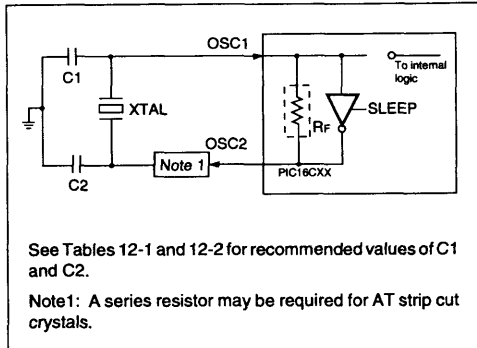 OSC1
To internal
logic
C1
XTAL
SLEEP
RF
OSC2
Note 1
PIC16CXX
C2
See Tables 12-1 and 12-2 for recommended values of C1
and C2.
Note1: A series resistor may be required for AT strip cut
crystals.